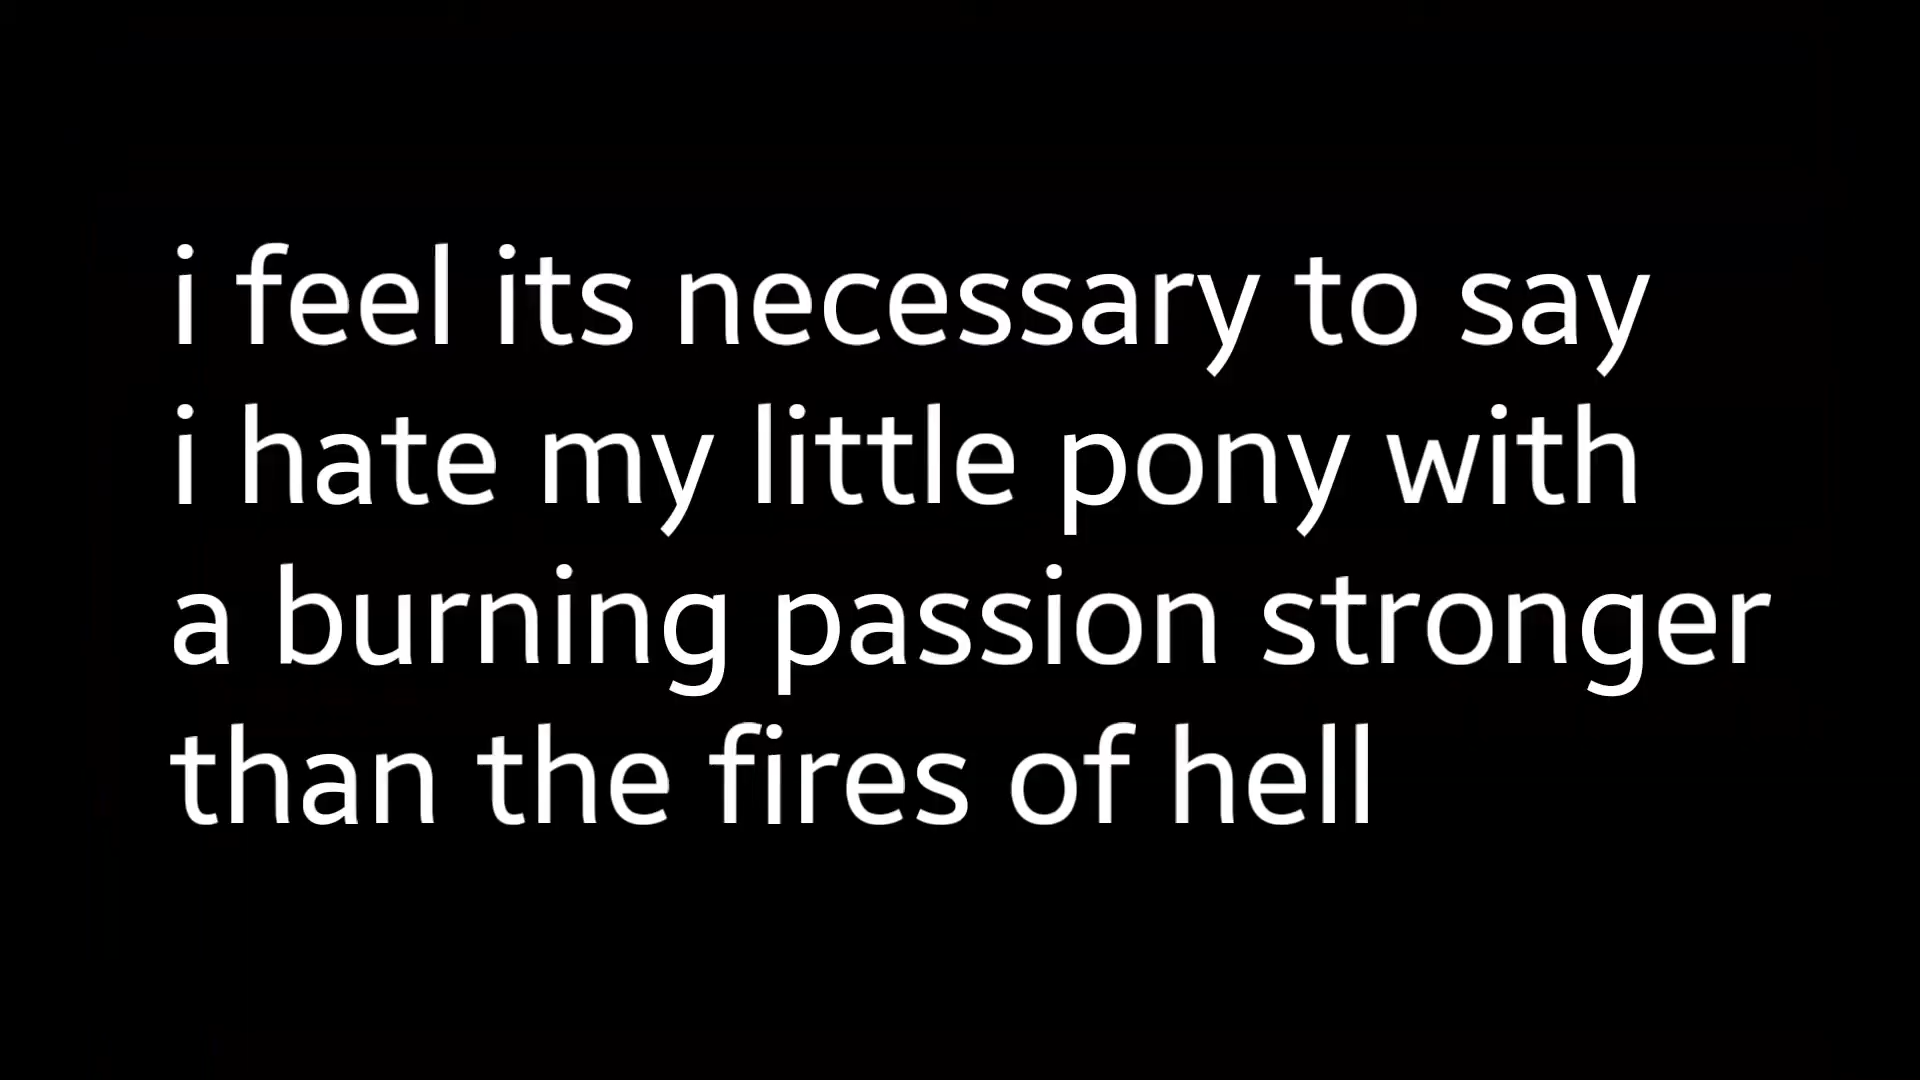 i feel its necessary to say
i hate my little pony with
a burning passion stronger
than the fires of hell